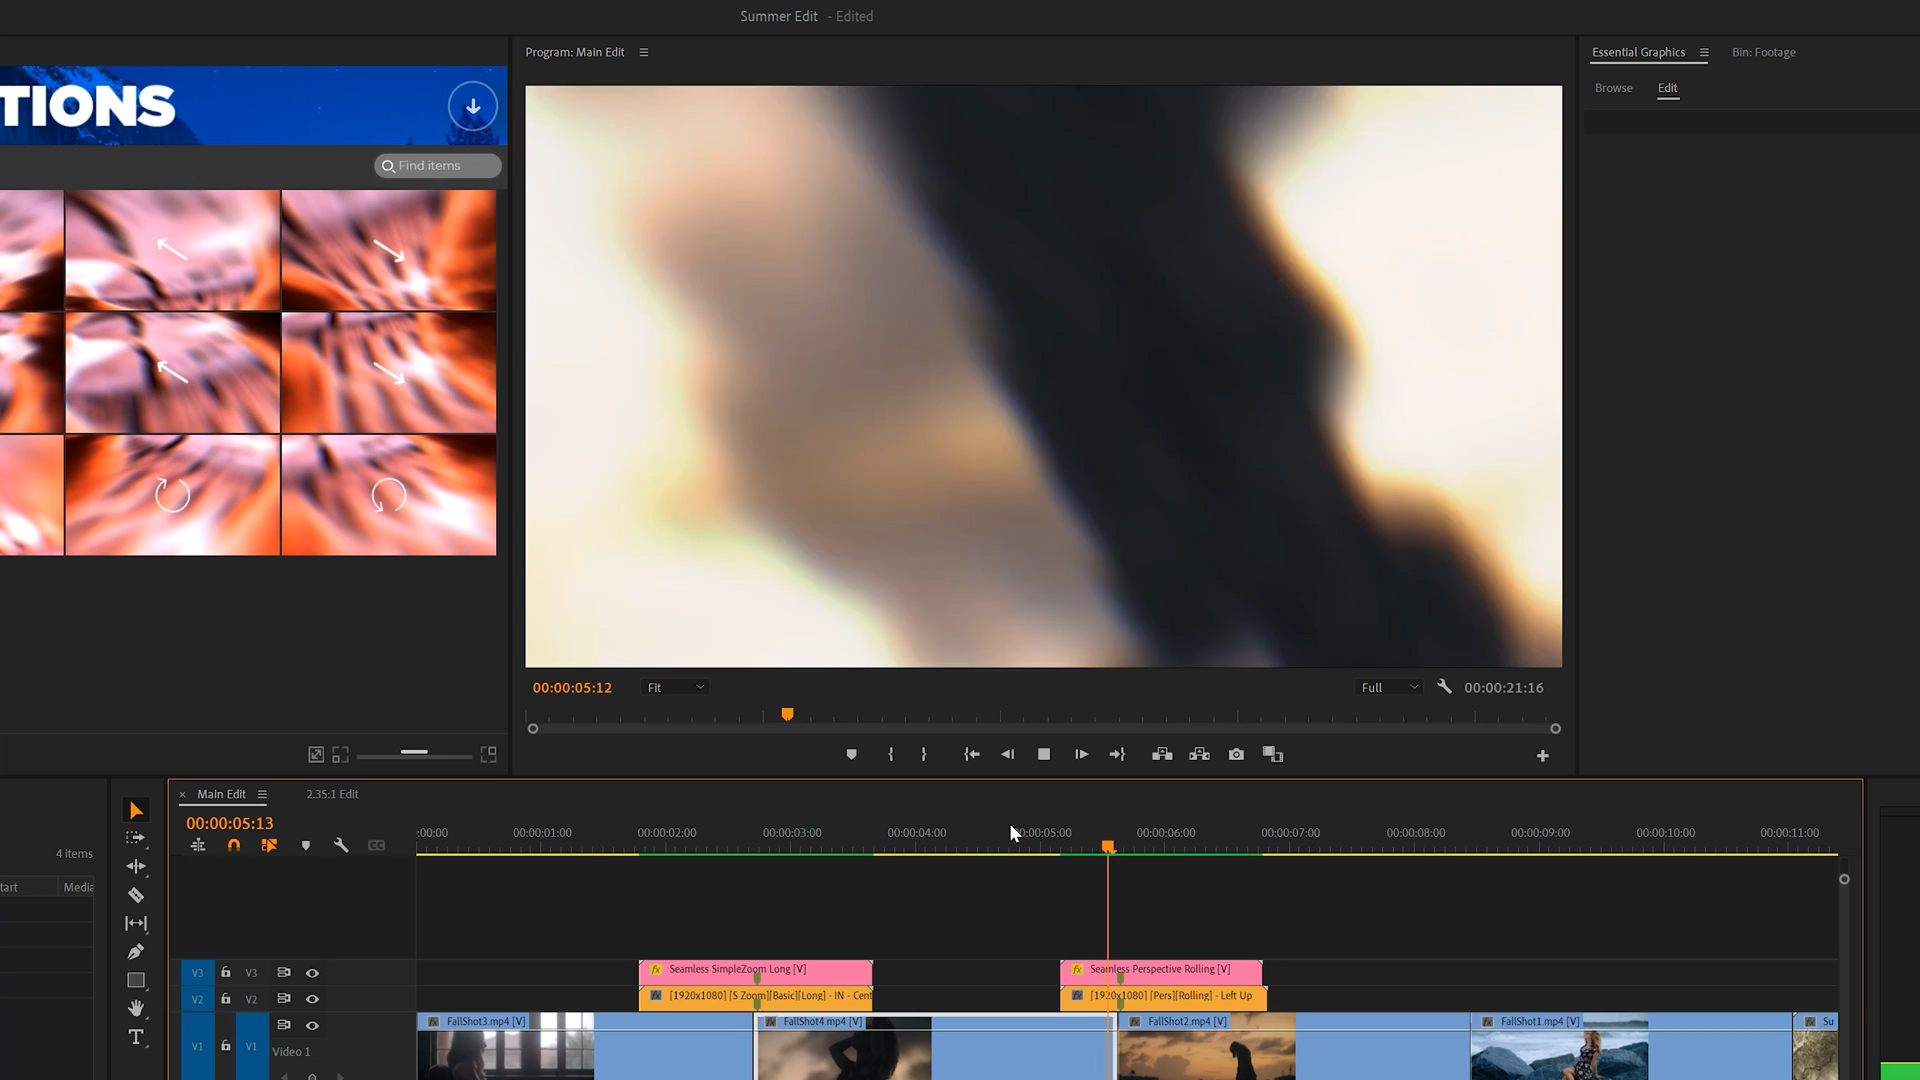 Summer Edit - Edited
Program: Main Edit
Essential Graphics
Bin: Footage
TIONS
Browse
Edit
Find items
00:00:05:12
Fit
Full
00:00:21:16
Main Edit
2.35:1 Edit
00:00:05:13
:00:00
00:00:01:00
00:00:02:00
00:00:03:00
00:00:04:00
00:00:05:00
00:00:06:00
00:00:07:00
00:00:08:00
00:00:09:00
00:00:10:00
00:00:11:00
4 Items
tart
Media
V3
V3
Seamless SimpleZoom Long [V]
Seamless Perspective Rolling [V]
V2
V2
[1920x1080] [S Zoom][Basic][Long] - IN - Cent
[1920x1080] [Pers][Rolling] - Left Up
FallShot3.mp4 [V]
FallShot4.mp4 [V]
FallShot2.mp4 [V]
FallShot1.mp4 [V]
Su
V1
V1
Video 1